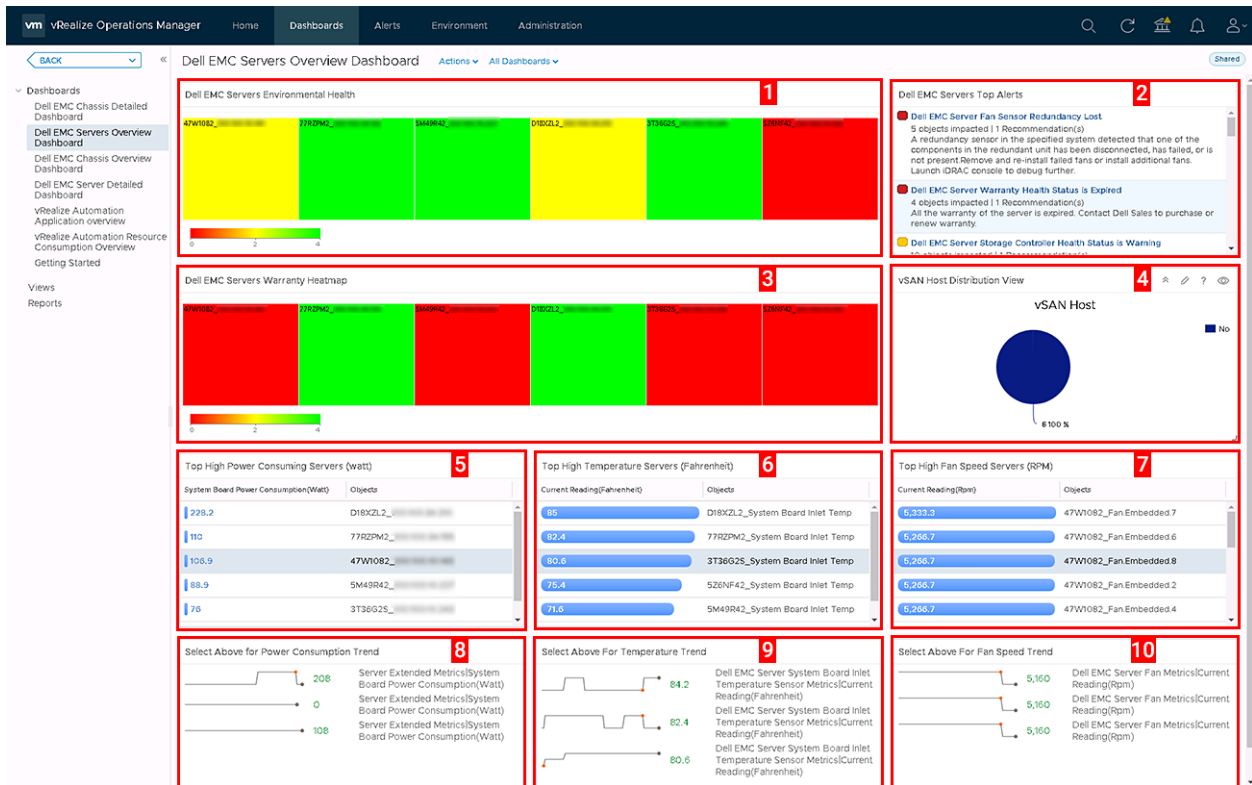 vm vRealize Operations Manager Home Dashboards Alerts Environment Administration
BACK
Dell EMC Servers Overview Dashboard Actions All Dashboards Shared
Dashboards
Dell EMC Chassis Detailed
Dashboard
Dell EMC Servers Overview
Dashboard
Dell EMC Chassis Overview
Dashboard
Dell EMC Server Detailed
Dashboard
vRealize Automation
Application overview
vRealize Automation Resource
Consumption Overview
Getting Started
Views
Reports
Dell EMC Servers Environmental Health 1
47W1082_ 77RZPM2_ 5M49R42_ D18XZL2_ 3T36G2S_ 5Z6NF42_
0 2 4
Dell EMC Servers Top Alerts 2
Dell EMC Server Fan Sensor Redundancy Lost
5 objects impacted | 1 Recommendation(s)
A redundancy sensor in the specified system detected that one of the
components in the redundant unit has been disconnected, has failed, or is
not present.Remove and re-install failed fans or install additional fans.
Launch iDRAC console to debug further.
Dell EMC Server Warranty Health Status is Expired
4 objects impacted | 1 Recommendation(s)
All the warranty of the server is expired. Contact Dell Sales to purchase or
renew warranty.
Dell EMC Server Storage Controller Health Status is Warning
10 objects impacted | 1 Recommendation(s)
Dell EMC Servers Warranty Heatmap 3
47W1082_ 77RZPM2_ 5M49R42_ D18XZL2_ 3T36G2S_ 5Z6NF42_
0 2 4
vSAN Host Distribution View 4 ?
vSAN Host
No
6 100 %
Top High Power Consuming Servers (watt) 5
System Board Power Consumption(Watt) Objects
228.2 D18XZL2_
110 77RZPM2_
106.9 47W1082_
88.9 5M49R42_
76 3T36G2S_
Top High Temperature Servers (Fahrenheit) 6
Current Reading(Fahrenheit) Objects
85 D18XZL2_System Board Inlet Temp
82.4 77RZPM2_System Board Inlet Temp
80.6 3T36G2S_System Board Inlet Temp
75.4 5Z6NF42_System Board Inlet Temp
71.6 5M49R42_System Board Inlet Temp
Top High Fan Speed Servers (RPM) 7
Current Reading(Rpm) Objects
5,333.3 47W1082_Fan.Embedded.7
5,266.7 47W1082_Fan.Embedded.6
5,266.7 47W1082_Fan.Embedded.8
5,266.7 47W1082_Fan.Embedded.2
5,266.7 47W1082_Fan.Embedded.4
Select Above for Power Consumption Trend 8
208 Server Extended Metrics|System
Board Power Consumption(Watt)
0 Server Extended Metrics|System
Board Power Consumption(Watt)
108 Server Extended Metrics|System
Board Power Consumption(Watt)
Select Above For Temperature Trend 9
84.2 Dell EMC Server System Board Inlet
Temperature Sensor Metrics|Current
Reading(Fahrenheit)
82.4 Dell EMC Server System Board Inlet
Temperature Sensor Metrics|Current
Reading(Fahrenheit)
80.6 Dell EMC Server System Board Inlet
Temperature Sensor Metrics|Current
Reading(Fahrenheit)
Select Above For Fan Speed Trend 10
5,160 Dell EMC Server Fan Metrics|Current
Reading(Rpm)
5,160 Dell EMC Server Fan Metrics|Current
Reading(Rpm)
5,160 Dell EMC Server Fan Metrics|Current
Reading(Rpm)